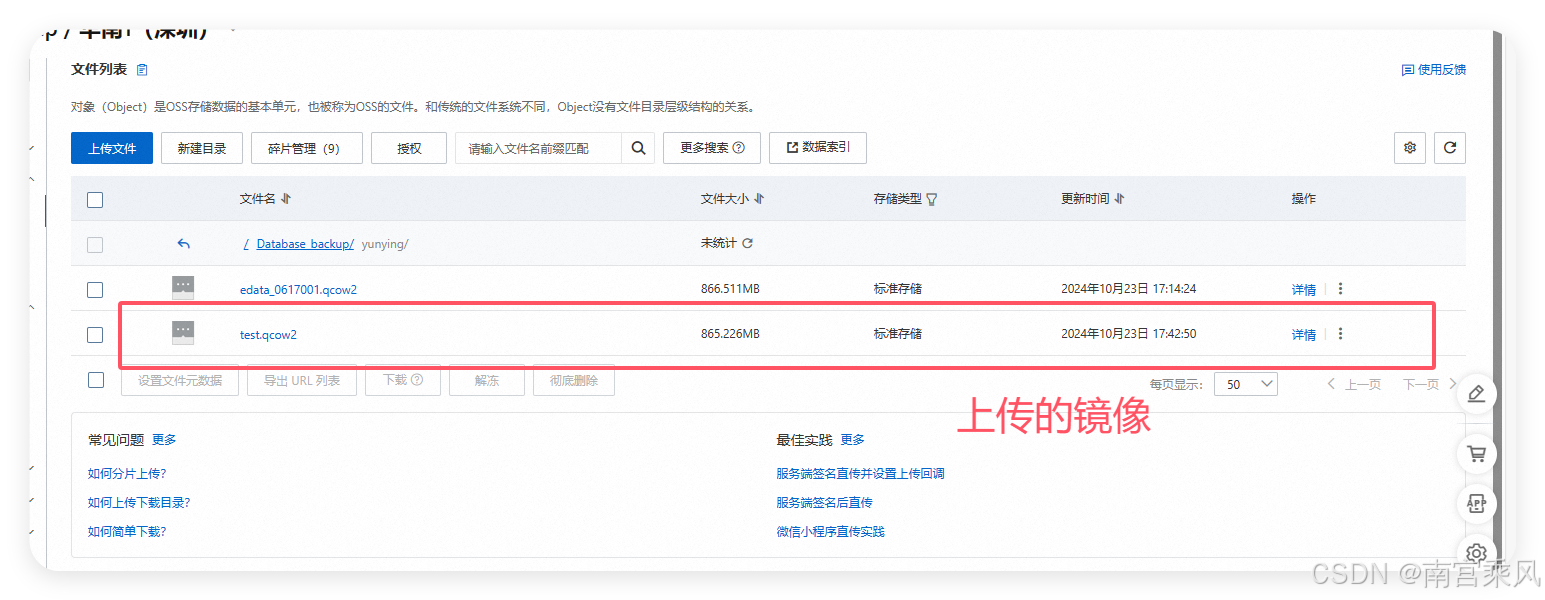 华南1（深圳）
文件列表
使用反馈
对象（Object）是OSS存储数据的基本单元，也被称为OSS的文件。和传统的文件系统不同，Object没有文件目录层级结构的关系。
上传文件 新建目录 碎片管理（9） 授权 请输入文件名前缀匹配 更多搜索 数据索引
文件名 文件大小 存储类型 更新时间 操作
/ Database_backup/ yunying/ 未统计
edata_0617001.qcow2 866.511MB 标准存储 2024年10月23日 17:14:24 详情
test.qcow2 865.226MB 标准存储 2024年10月23日 17:42:50 详情
设置文件元数据 导出 URL 列表 下载 解冻 彻底删除 每页显示： 50 上一页 下一页
上传的镜像
常见问题 更多 最佳实践 更多
如何分片上传? 服务端签名直传并设置上传回调
如何上传下载目录? 服务端签名后直传
如何简单下载? 微信小程序直传实践
APP
CSDN @南宫乘风